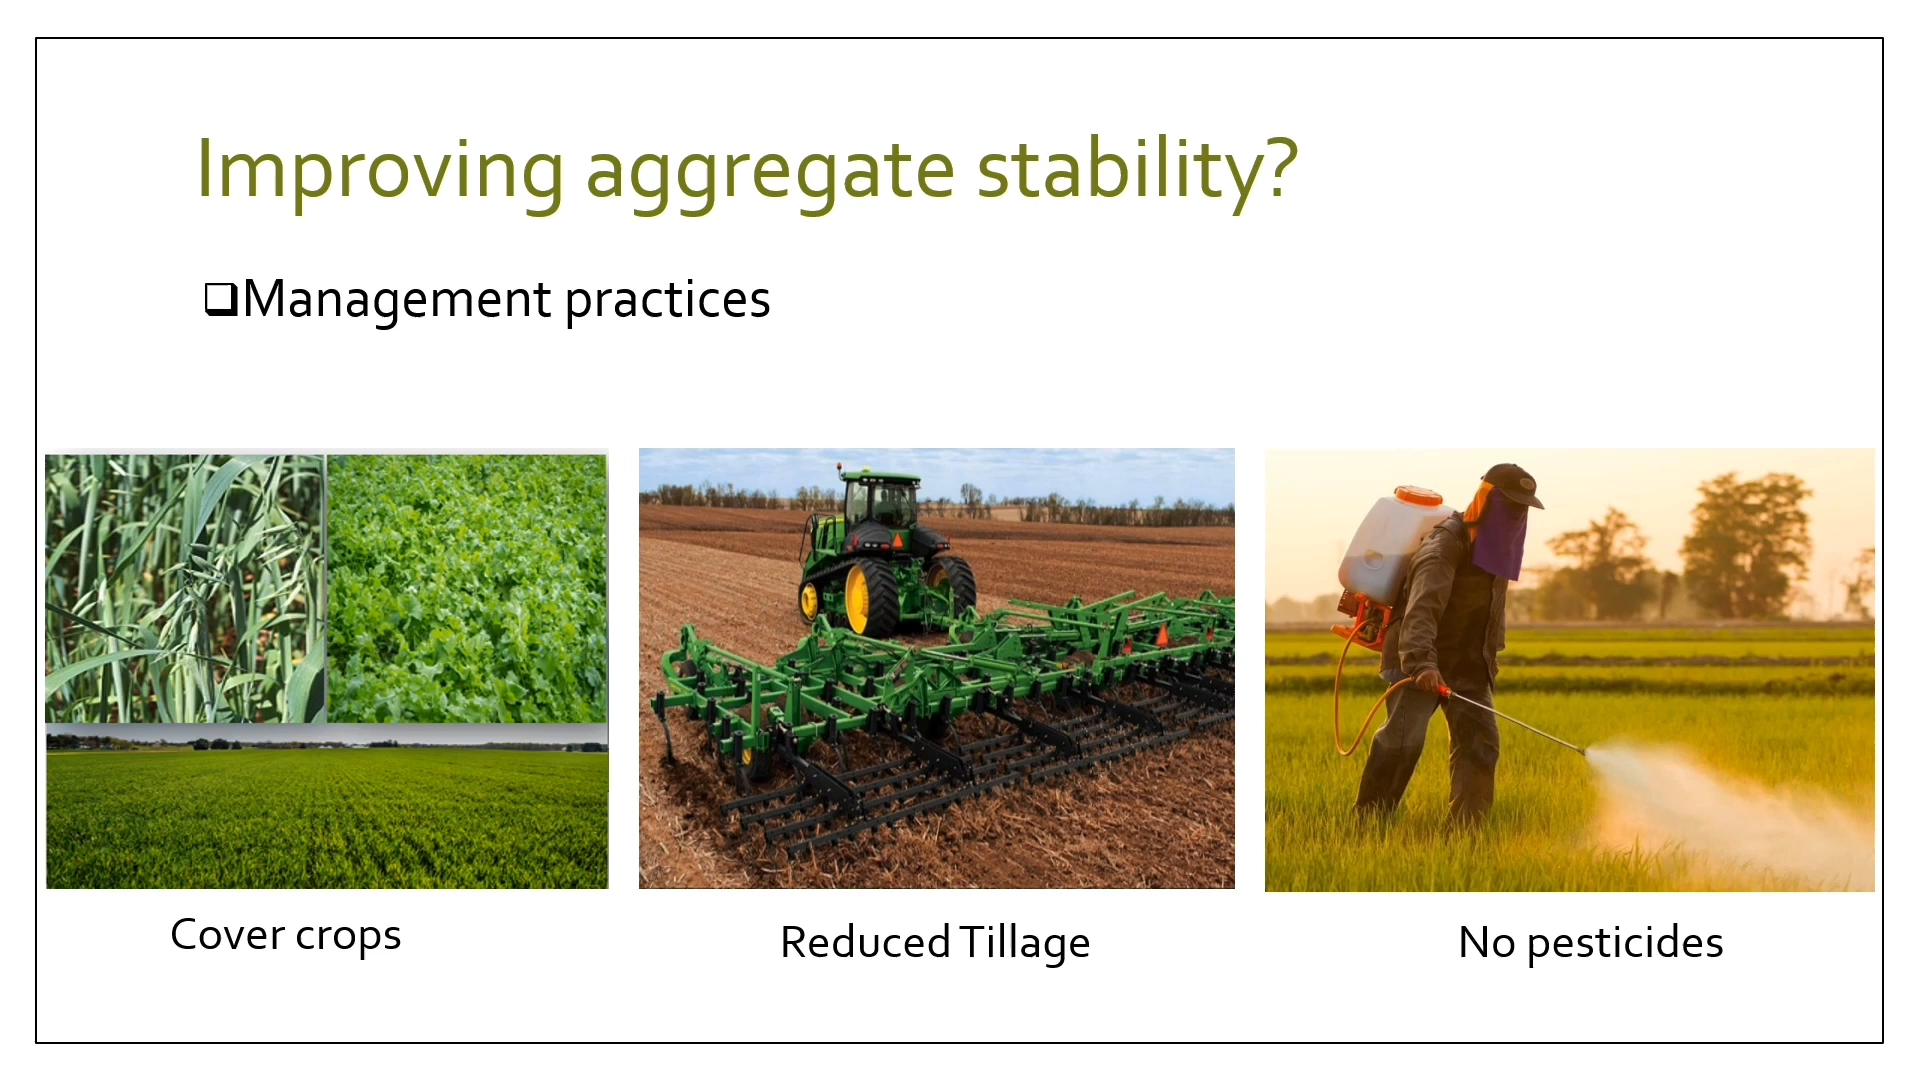 Improving aggregate stability?
❑Management practices
Cover crops
Reduced Tillage
No pesticides